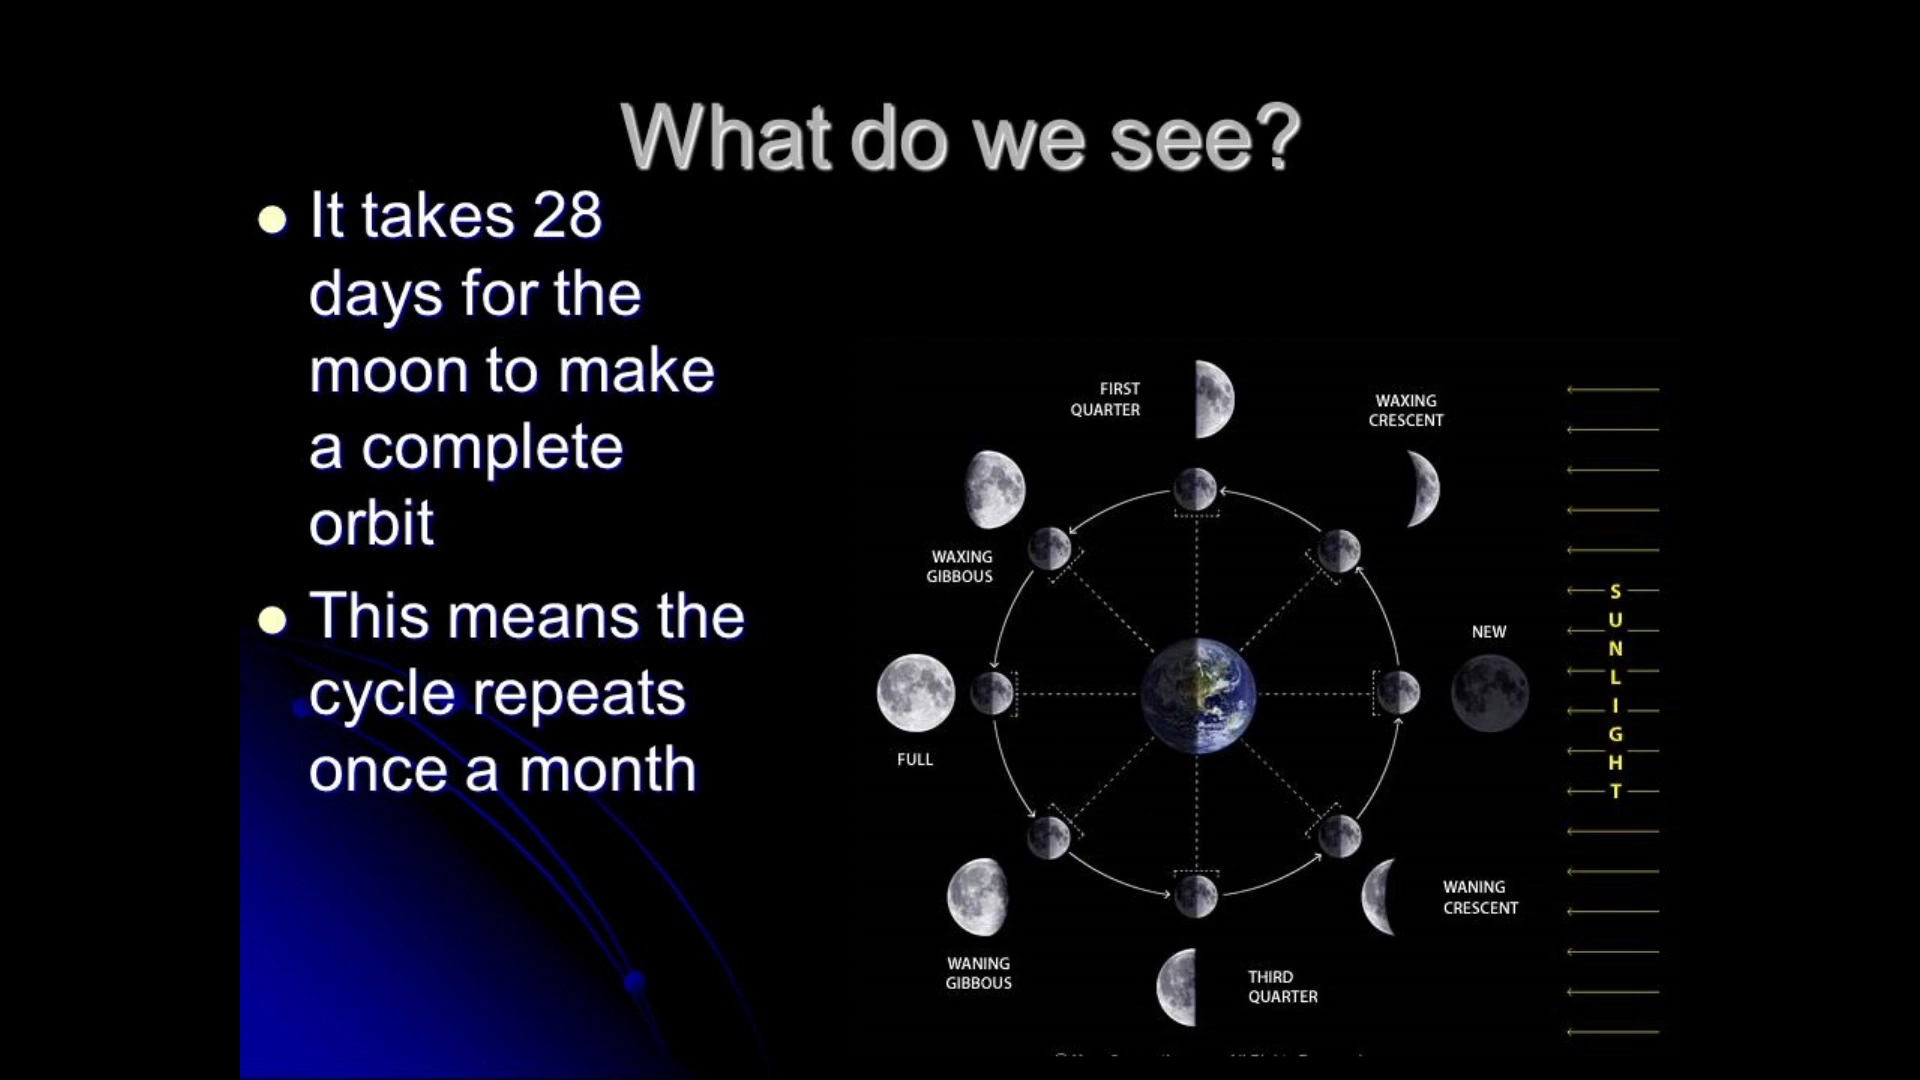 What do we see?
It takes 28
days for the
moon to make
a complete
orbit
This means the
cycle repeats
once a month
FIRST
QUARTER
WAXING
CRESCENT
WAXING
GIBBOUS
NEW
FULL
WANING
GIBBOUS
THIRD
QUARTER
WANING
CRESCENT
SUNLIGHT